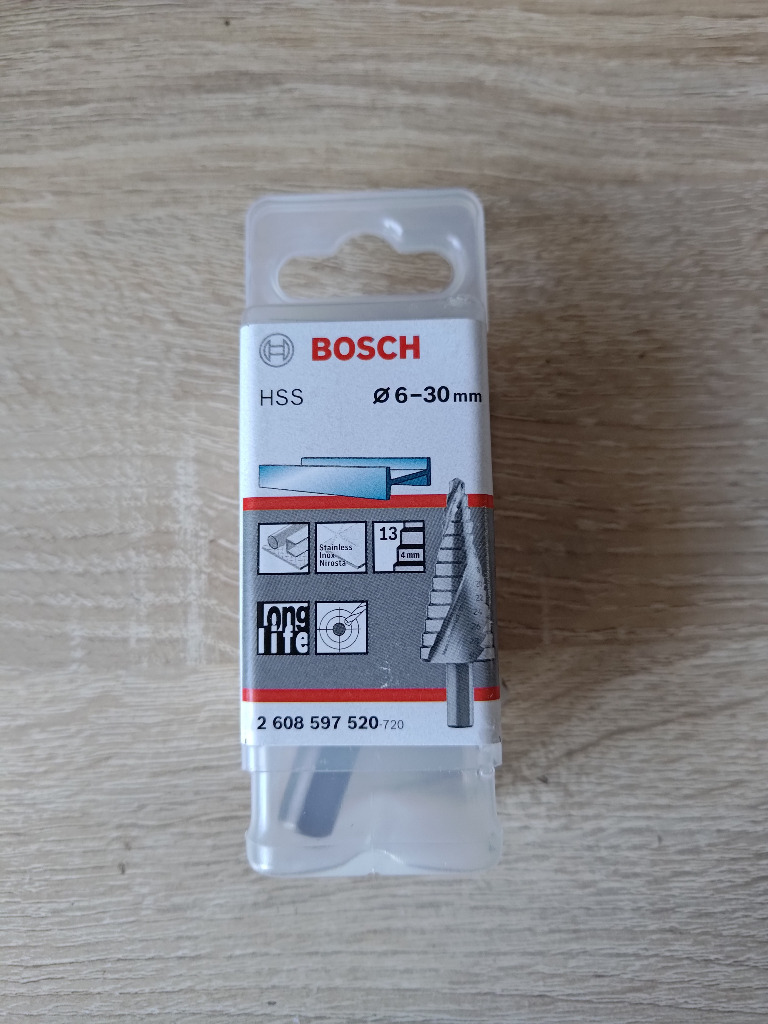 BOSCH
HSS
Ø 6–30 mm
13
4 mm
Stainless
Inox
Nirosta
long
life
2 608 597 520-720